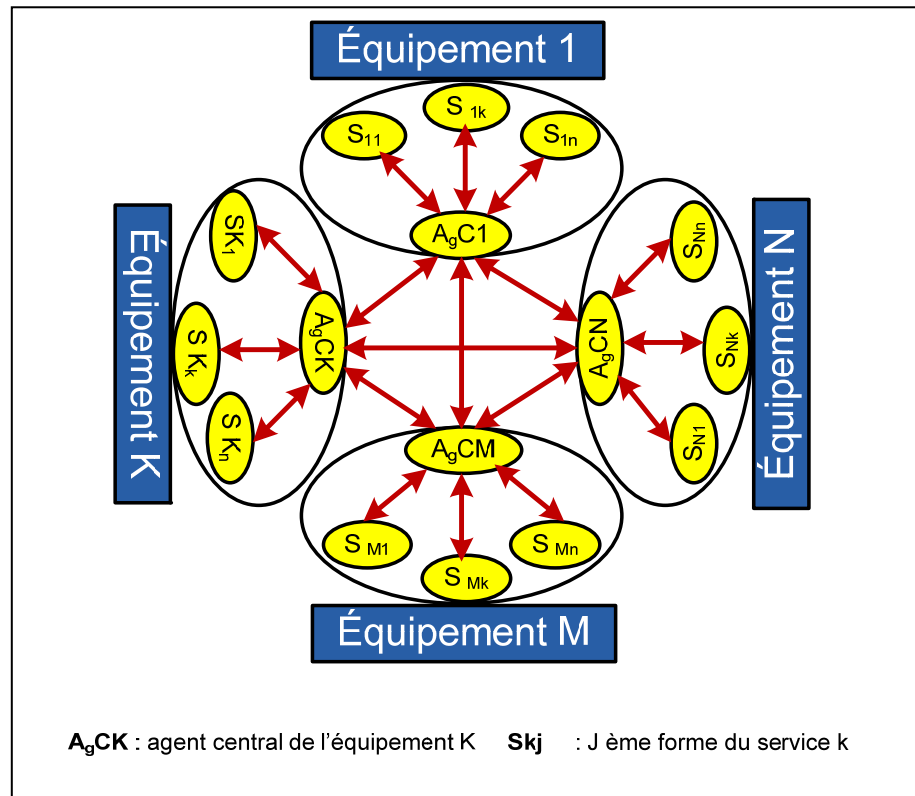 Équipement 1
S 1k
S11
S1n
AgC1
Équipement K
SK1
S Kk
S Kn
AgCK
AgCN
SNn
SNk
SN1
Équipement N
AgCM
S M1
S Mk
S Mn
Équipement M
AgCK : agent central de l'équipement K Skj : J ème forme du service k